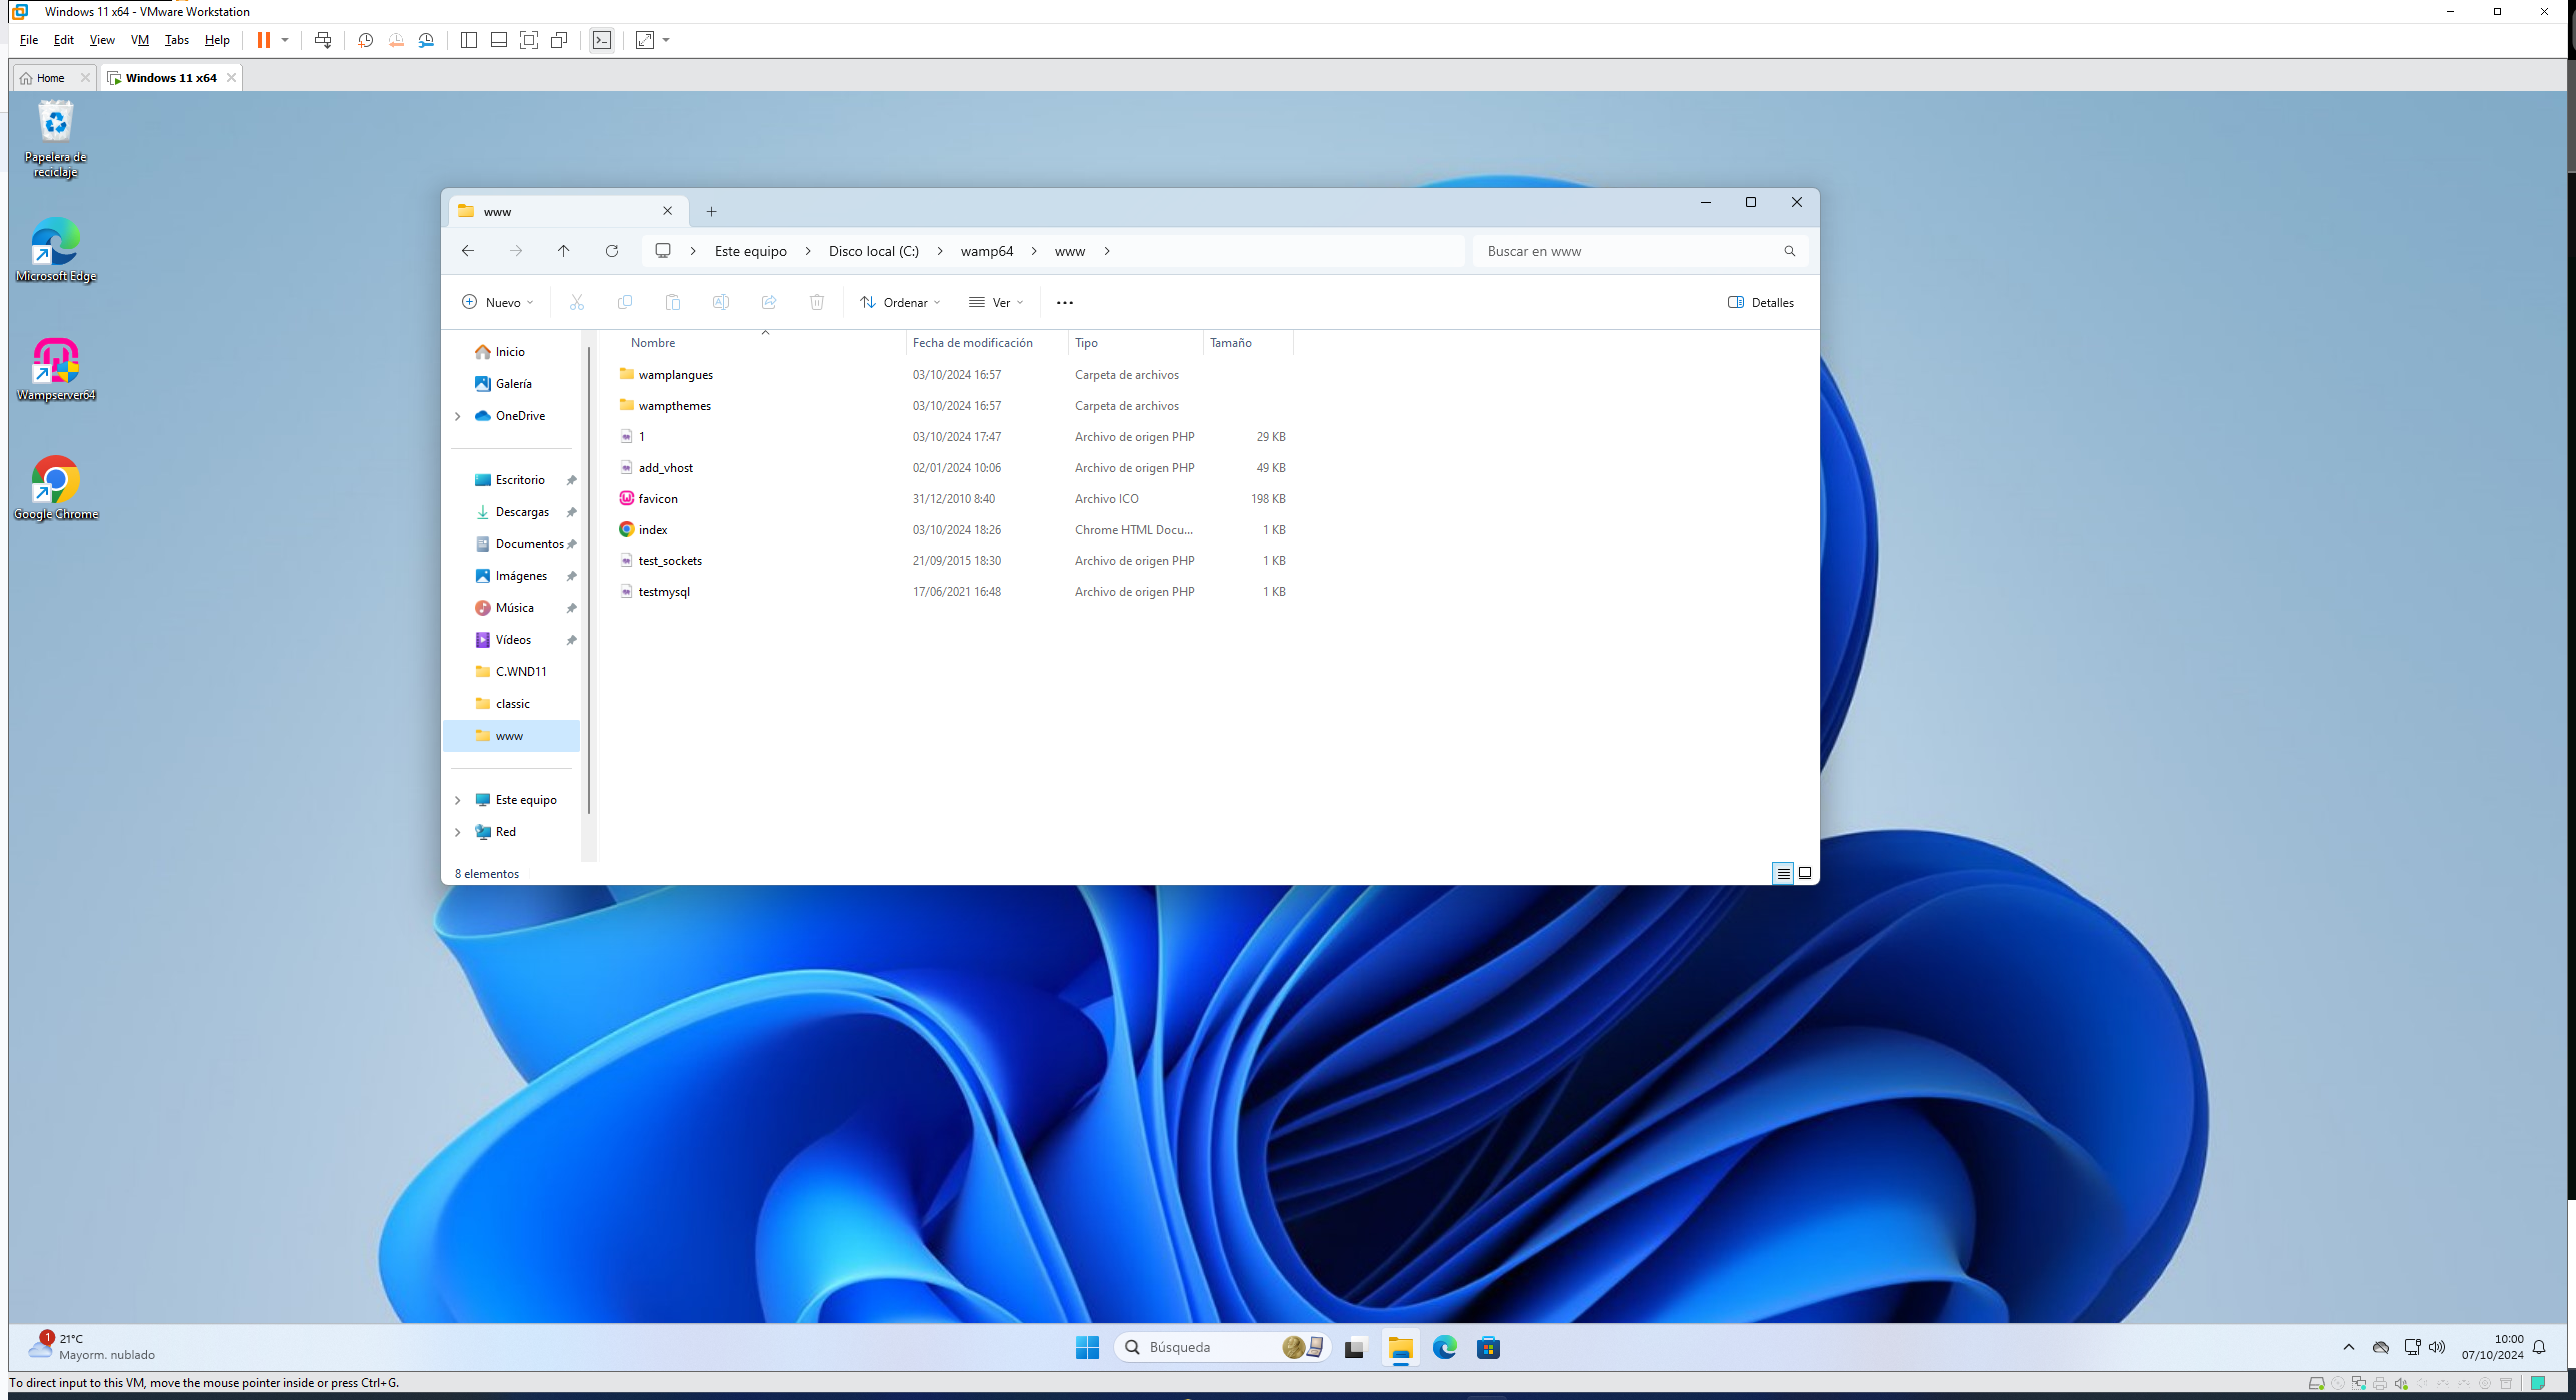 Windows 11 x64 - VMware Workstation
File Edit View VM Tabs Help
Home Windows 11 x64
Papelera de
reciclaje
Microsoft Edge
Wampserver64
Google Chrome
www
Este equipo Disco local (C:) wamp64 www
Buscar en www
Nuevo Ordenar Ver Detalles
Inicio
Galería
OneDrive
Escritorio
Descargas
Documentos
Imágenes
Música
Vídeos
C.WND11
classic
www
Este equipo
Red
Nombre Fecha de modificación Tipo Tamaño
wamplangues 03/10/2024 16:57 Carpeta de archivos
wampthemes 03/10/2024 16:57 Carpeta de archivos
1 03/10/2024 17:47 Archivo de origen PHP 29 KB
add_vhost 02/01/2024 10:06 Archivo de origen PHP 49 KB
favicon 31/12/2010 8:40 Archivo ICO 198 KB
index 03/10/2024 18:26 Chrome HTML Docu... 1 KB
test_sockets 21/09/2015 18:30 Archivo de origen PHP 1 KB
testmysql 17/06/2021 16:48 Archivo de origen PHP 1 KB
8 elementos
1
21°C
Mayorm. nublado
Búsqueda
10:00
07/10/2024
To direct input to this VM, move the mouse pointer inside or press Ctrl+G.